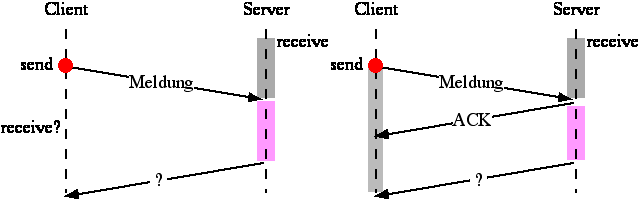 Client Server
receive
send
Meldung
receive?
?
Client Server
receive
send
Meldung
ACK
?